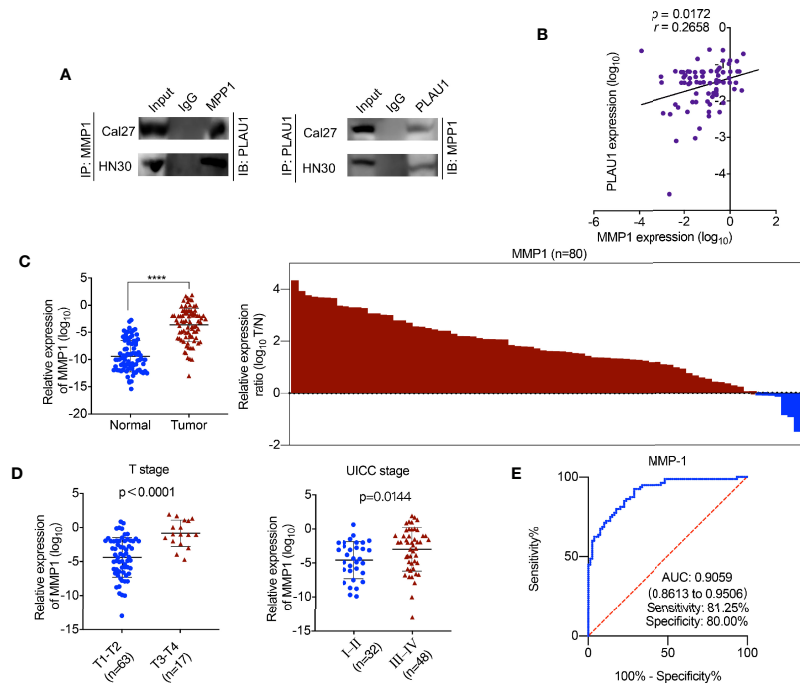 A
Input
IgG
MPP1
IP: MMP1
Cal27
HN30
IB: PLAU1
Input
IgG
PLAU1
IP: PLAU1
Cal27
HN30
IB: MPP1
B
p = 0.0172
r = 0.2658
PLAU1 expression (log10)
0
-1
-2
-3
-4
-5
-6
-4
-2
0
2
MMP1 expression (log10)
C
Relative expression
of MMP1 (log10)
5
0
-5
-10
-15
-20
****
Normal
Tumor
MMP1 (n=80)
Relative expression
ratio (log10 T/N)
4
2
0
-2
D
T stage
p<0.0001
Relative expression
of MMP1 (log10)
5
0
-5
-10
-15
T1-T2
(n=63)
T3-T4
(n=17)
UICC stage
p=0.0144
Relative expression
of MMP1 (log10)
5
0
-5
-10
-15
I-II
(n=32)
III-IV
(n=48)
E
MMP-1
Sensitivity%
100
50
0
AUC: 0.9059
(0.8613 to 0.9506)
Sensitivity: 81.25%
Specificity: 80.00%
0
50
100
100% - Specificity%